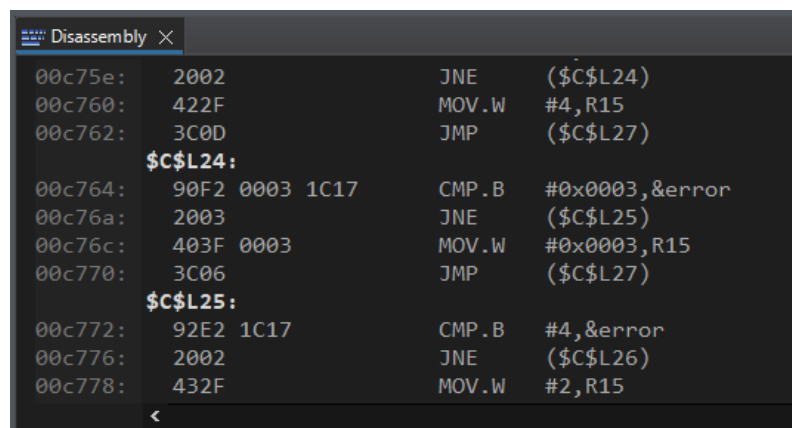 Disassembly
00c75e: 2002 JNE ($C$L24)
00c760: 422F MOV.W #4,R15
00c762: 3C0D JMP ($C$L27)
$C$L24:
00c764: 90F2 0003 1C17 CMP.B #0x0003,&error
00c76a: 2003 JNE ($C$L25)
00c76c: 403F 0003 MOV.W #0x0003,R15
00c770: 3C06 JMP ($C$L27)
$C$L25:
00c772: 92E2 1C17 CMP.B #4,&error
00c776: 2002 JNE ($C$L26)
00c778: 432F MOV.W #2,R15